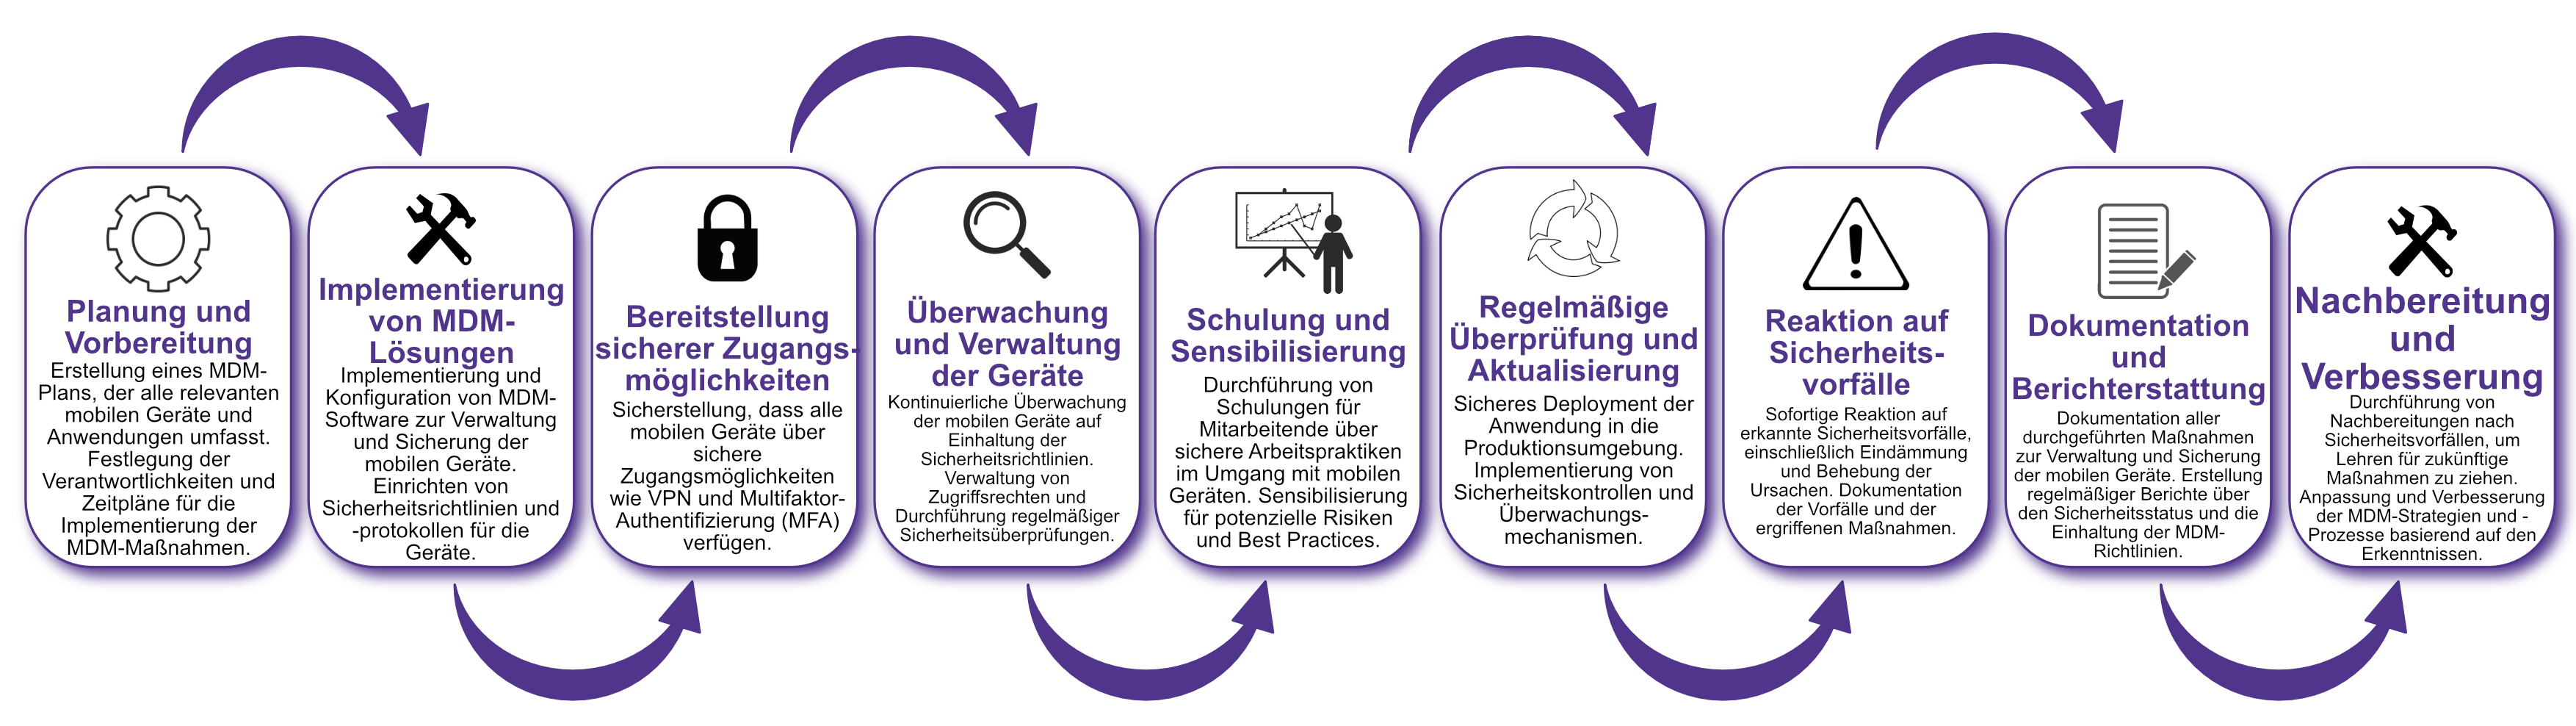 Planung und
Vorbereitung
Erstellung eines MDM-
Plans, der alle relevanten
mobilen Geräte und
Anwendungen umfasst.
Festlegung der
Verantwortlichkeiten und
Zeitpläne für die
Implementierung der
MDM-Maßnahmen.
Implementierung
von MDM-
Lösungen
Implementierung und
Konfiguration von MDM-
Software zur Verwaltung
und Sicherung der
mobilen Geräte.
Einrichten von
Sicherheitsrichtlinien und
-protokollen für die
Geräte.
Bereitstellung
sicherer Zugangs-
möglichkeiten
Sicherstellung, dass alle
mobilen Geräte über
sichere
Zugangsmöglichkeiten
wie VPN und Multifaktor-
Authentifizierung (MFA)
verfügen.
Überwachung
und Verwaltung
der Geräte
Kontinuierliche Überwachung
der mobilen Geräte auf
Einhaltung der
Sicherheitsrichtlinien.
Verwaltung von
Zugriffsrechten und
Durchführung regelmäßiger
Sicherheitsüberprüfungen.
Schulung und
Sensibilisierung
Durchführung von
Schulungen für
Mitarbeitende über
sichere Arbeitspraktiken
im Umgang mit mobilen
Geräten. Sensibilisierung
für potenzielle Risiken
und Best Practices.
Regelmäßige
Überprüfung und
Aktualisierung
Sicheres Deployment der
Anwendung in die
Produktionsumgebung.
Implementierung von
Sicherheitskontrollen und
Überwachungs-
mechanismen.
Reaktion auf
Sicherheits-
vorfälle
Sofortige Reaktion auf
erkannte Sicherheitsvorfälle,
einschließlich Eindämmung
und Behebung der
Ursachen. Dokumentation
der Vorfälle und der
ergriffenen Maßnahmen.
Dokumentation
und
Berichterstattung
Dokumentation aller
durchgeführten Maßnahmen
zur Verwaltung und Sicherung
der mobilen Geräte. Erstellung
regelmäßiger Berichte über
den Sicherheitsstatus und die
Einhaltung der MDM-
Richtlinien.
Nachbereitung
und
Verbesserung
Durchführung von
Nachbereitungen nach
Sicherheitsvorfällen, um
Lehren für zukünftige
Maßnahmen zu ziehen.
Anpassung und Verbesserung
der MDM-Strategien und -
Prozesse basierend auf den
Erkenntnissen.